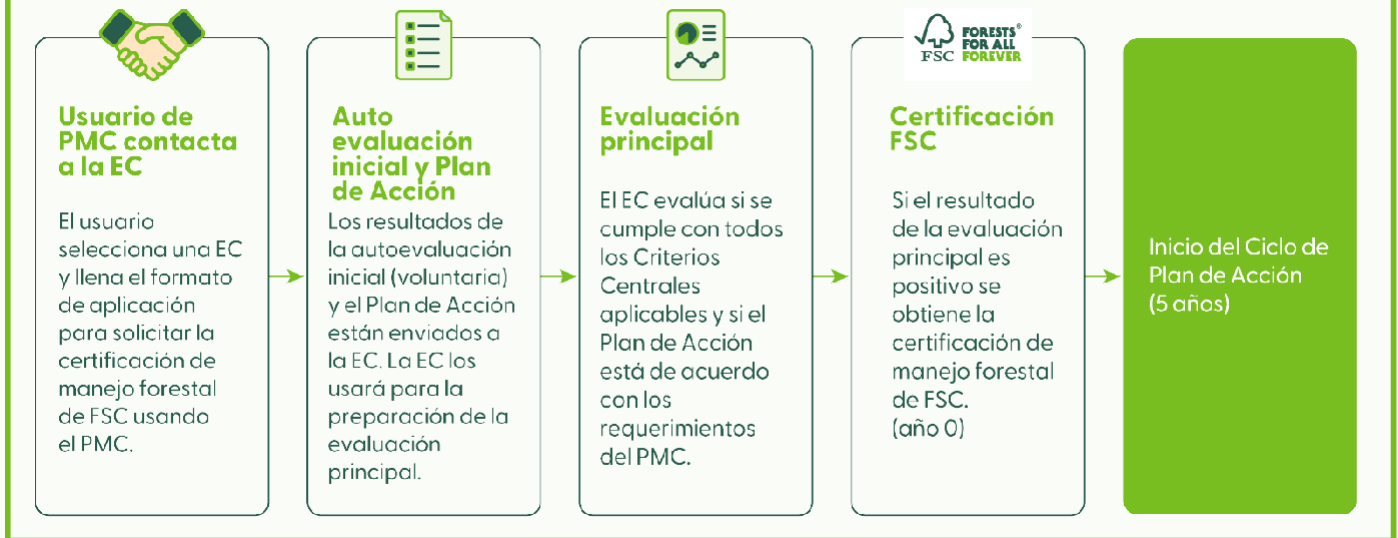 Usuario de
PMC contacta
a la EC
El usuario
selecciona una EC
y llena el formato
de aplicación
para solicitar la
certificación de
manejo forestal
de FSC usando
el PMC.
Auto
evaluación
inicial y Plan
de Acción
Los resultados de
la autoevaluación
inicial (voluntaria)
y el Plan de Acción
están enviados a
la EC. La EC los
usará para la
preparación de la
evaluación
principal.
Evaluación
principal
El EC evalúa si se
cumple con todos
los Criterios
Centrales
aplicables y si el
Plan de Acción
está de acuerdo
con los
requerimientos
del PMC.
FSC
FORESTS®
FOR ALL
FOREVER
Certificación
FSC
Si el resultado
de la evaluación
principal es
positivo se
obtiene la
certificación de
manejo forestal
de FSC.
(año 0)
Inicio del Ciclo de
Plan de Acción
(5 años)